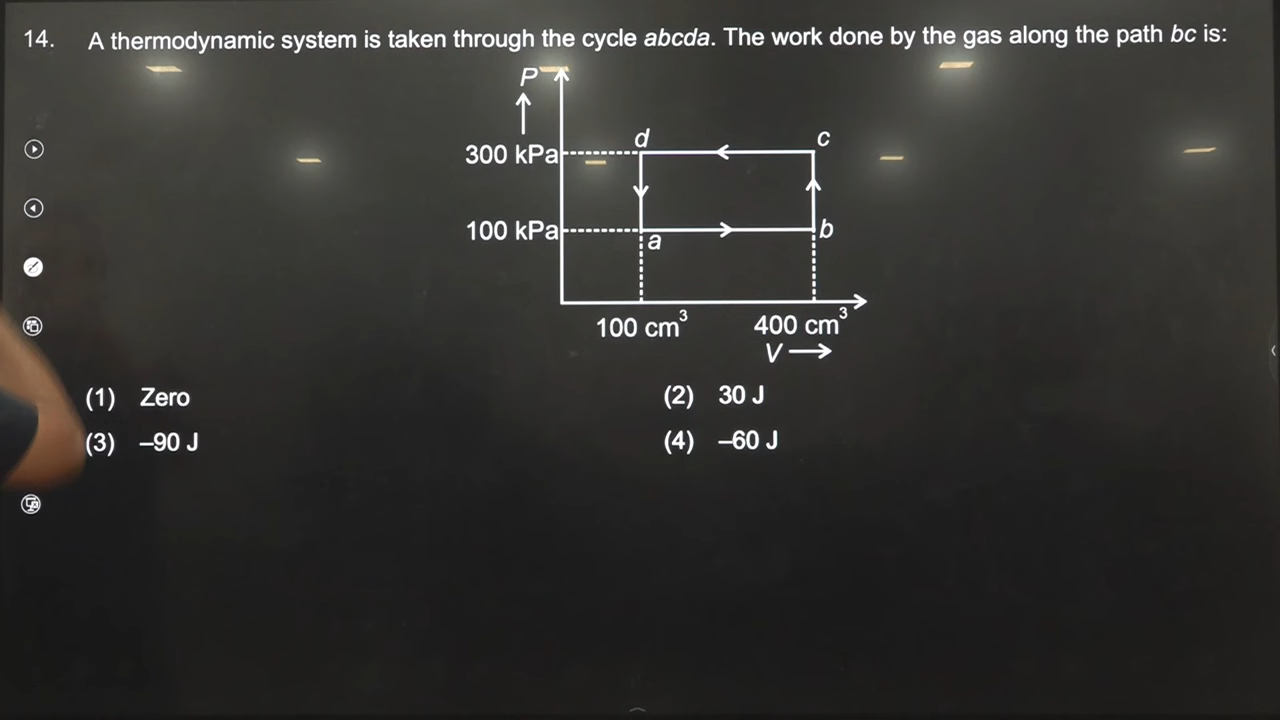 14. A thermodynamic system is taken through the cycle abcda. The work done by the gas along the path bc is:
P
d
c
300 kPa
100 kPa
a
b
100 cm³
400 cm³
V
(1) Zero
(2) 30 J
(3) –90 J
(4) –60 J